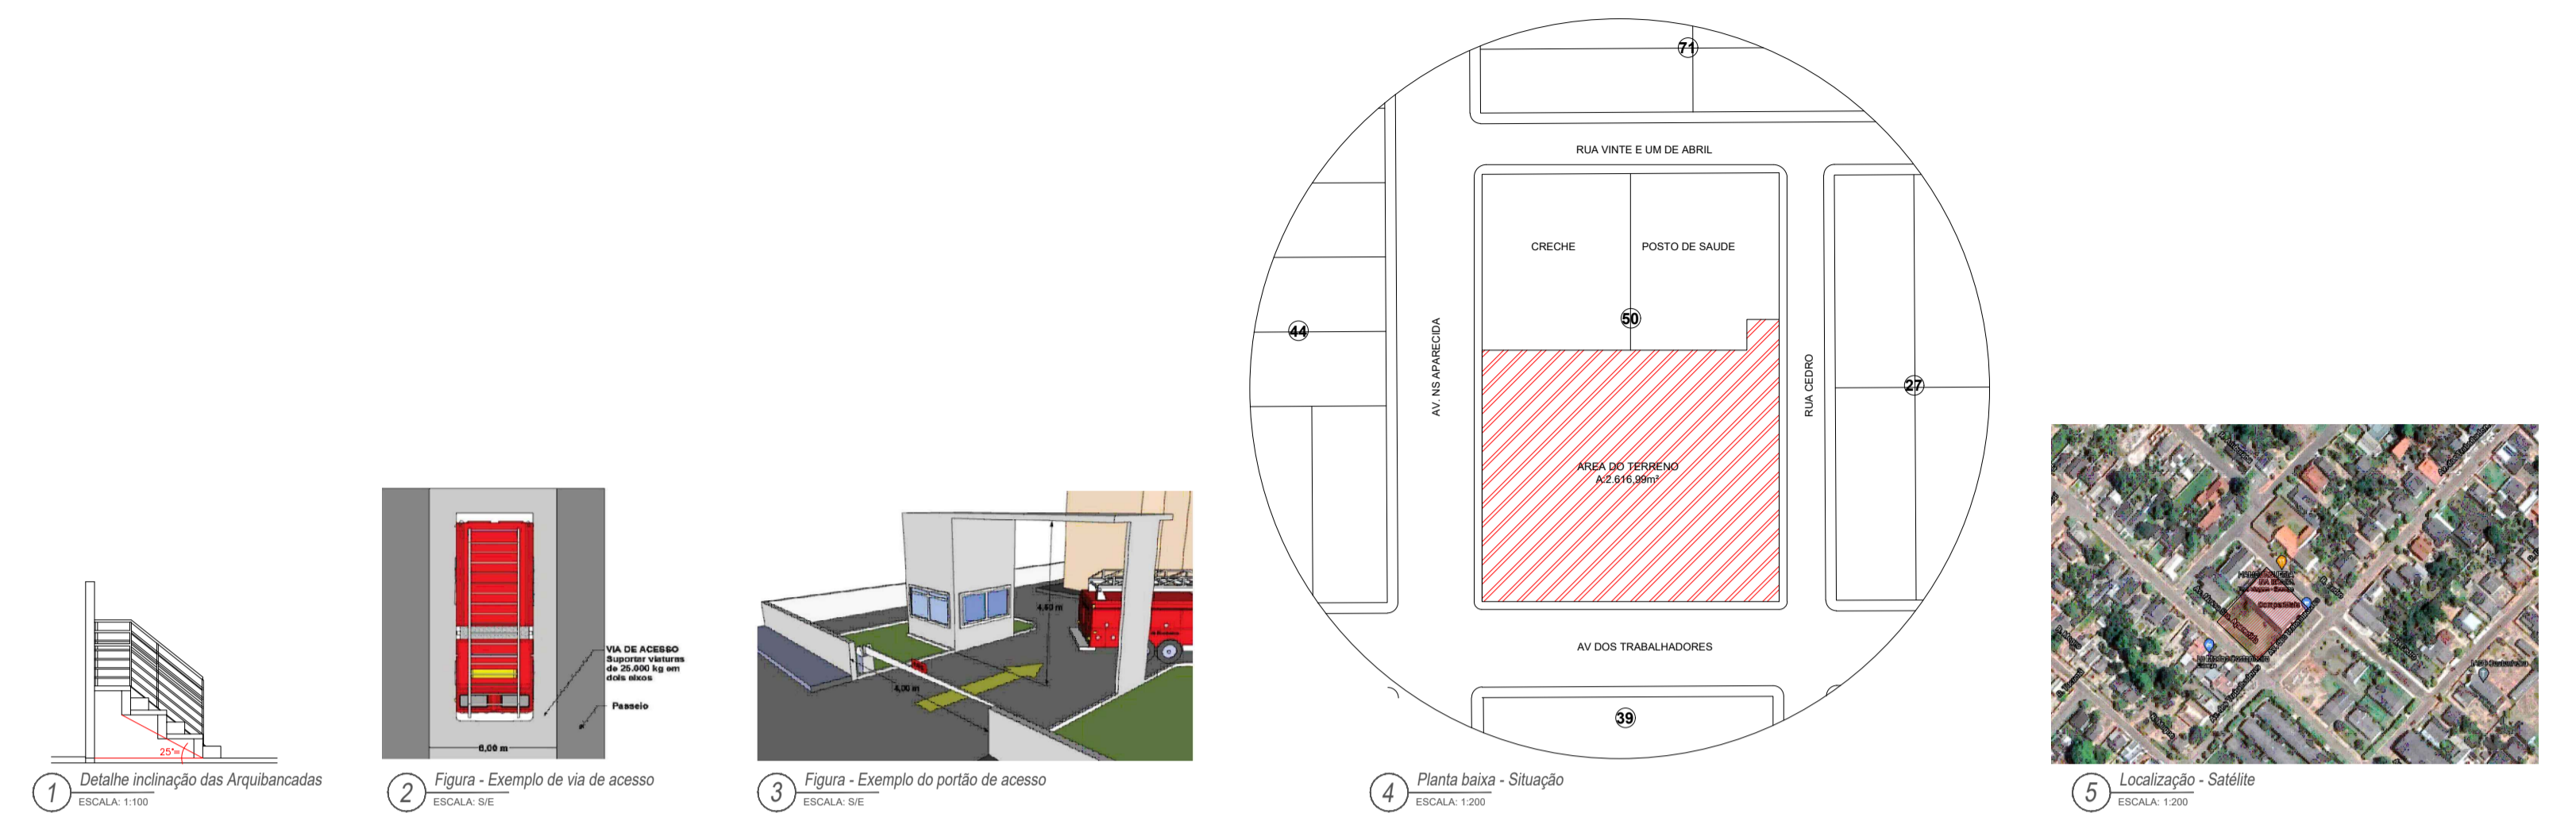 25°=
1
Detalhe inclinação das Arquibancadas
ESCALA: 1:100
VIA DE ACESSO
Suportar viaturas
de 25.000 kg em
dois eixos
Passeio
6,00 m
2
Figura - Exemplo de via de acesso
ESCALA: S/E
4,50 m
4,00 m
3
Figura - Exemplo do portão de acesso
ESCALA: S/E
71
RUA VINTE E UM DE ABRIL
CRECHE
POSTO DE SAUDE
50
44
AV. NS APARECIDA
RUA CEDRO
27
AREA DO TERRENO
A:2.616,99m²
AV DOS TRABALHADORES
39
4
Planta baixa - Situação
ESCALA: 1:200
5
Localização - Satélite
ESCALA: 1:200